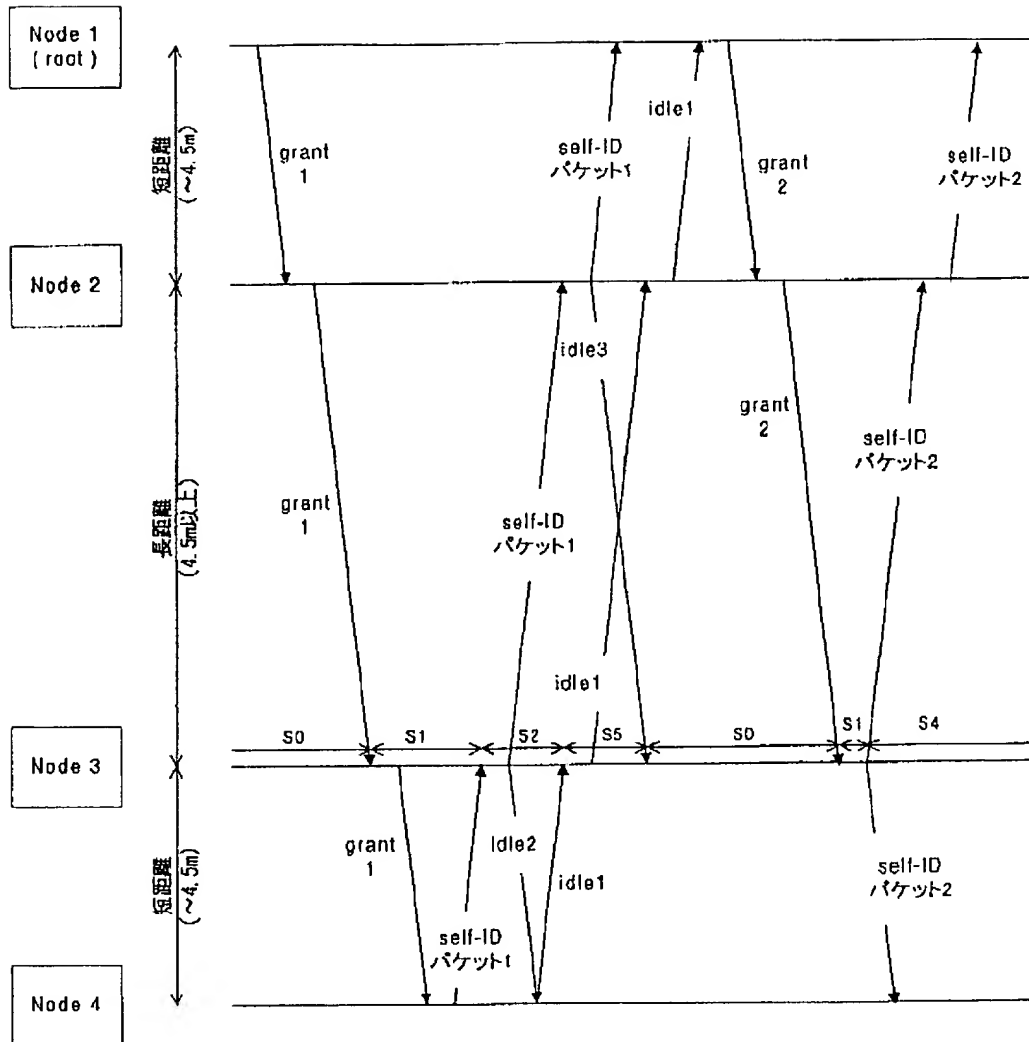 Node 1
( root )
短距離
(～4.5m)
grant
1
self-ID
パケット1
idle1
grant
2
self-ID
パケット2
Node 2
長距離
(4.5m以上)
grant
1
idle3
self-ID
パケット1
idle1
grant
2
self-ID
パケット2
S0
S1
S2
S5
S0
S1
S4
Node 3
短距離
(～4.5m)
grant
1
self-ID
パケット1
Idle2
idle1
self-ID
パケット2
Node 4